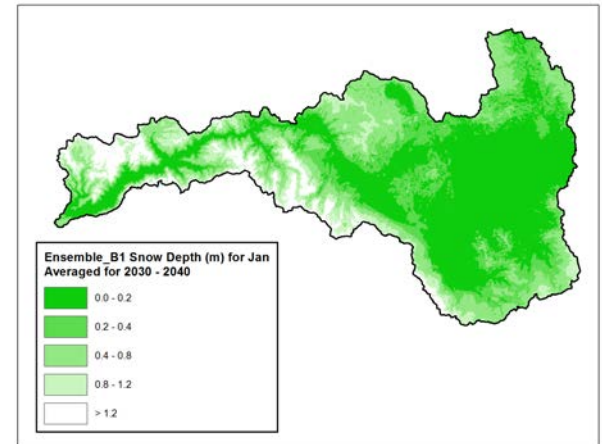 Ensemble_B1 Snow Depth (m) for Jan
Averaged for 2030 - 2040
0.0 - 0.2
0.2 - 0.4
0.4 - 0.8
0.8 - 1.2
> 1.2